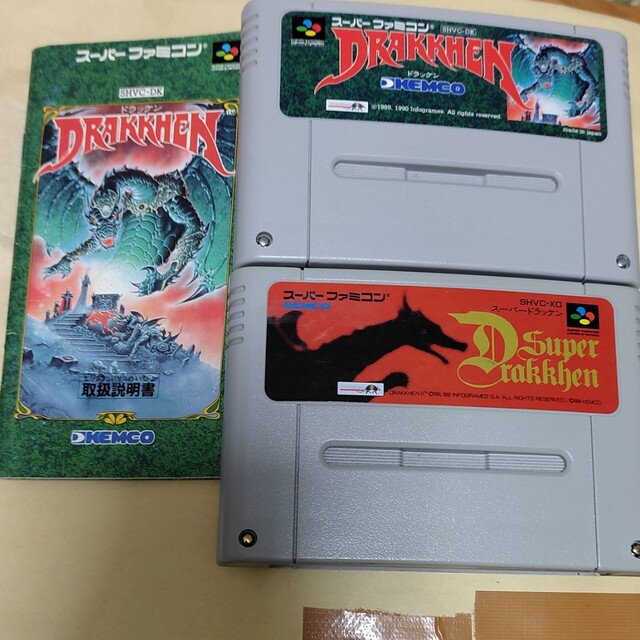 スーパーファミコン
SHVC-DK
ドラッケン
DRAKKHEN
取扱説明書
KEMCO
スーパーファミコン
SHVC-DK
DRAKKHEN
ドラッケン
KEMCO
©1989, 1990 Infogrames. All rights reserved.
made in japan
スーパーファミコン
KEMCO
SHVC-XD
スーパードラッケン
Super
Drakkhen